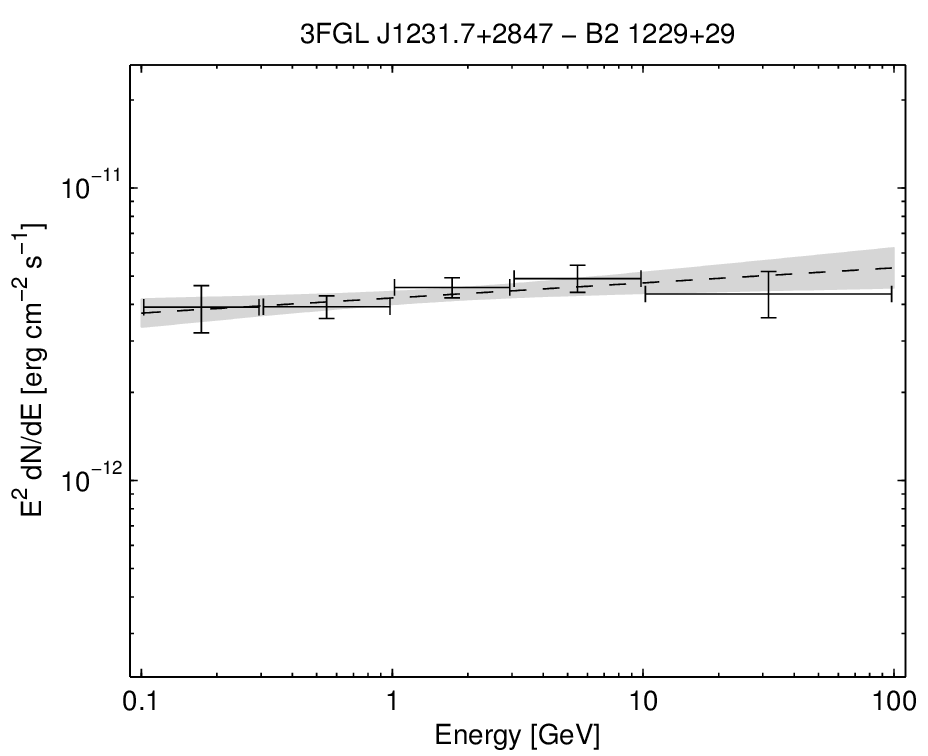 3FGL J1231.7+2847 − B2 1229+29
10⁻¹¹
10⁻¹²
E² dN/dE [erg cm⁻² s⁻¹]
0.1 1 10 100
Energy [GeV]